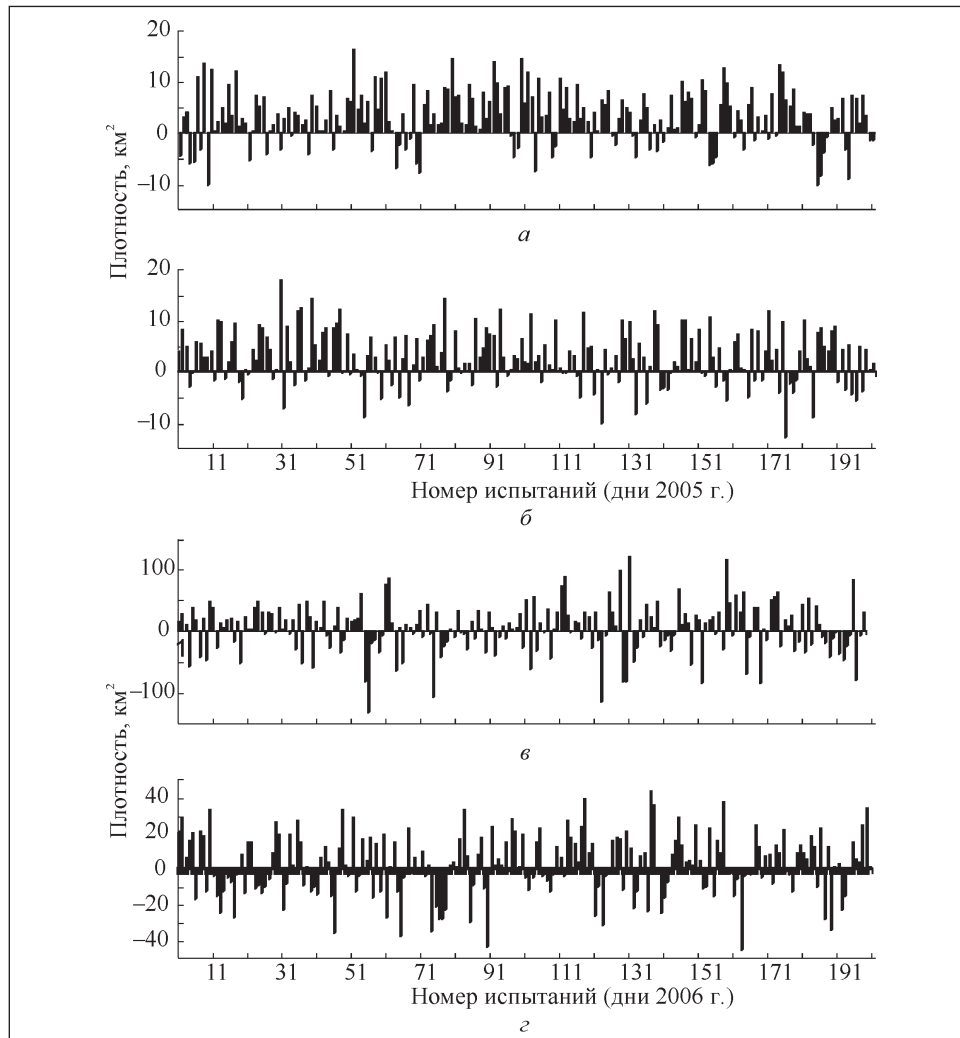 20
10
0
−10
а
Плотность, км²
20
10
0
−10
11 31 51 71 91 111 131 151 171 191
Номер испытаний (дни 2005 г.)
б
100
0
−100
в
Плотность, км²
40
20
0
−20
−40
11 31 51 71 91 111 131 151 171 191
Номер испытаний (дни 2006 г.)
г